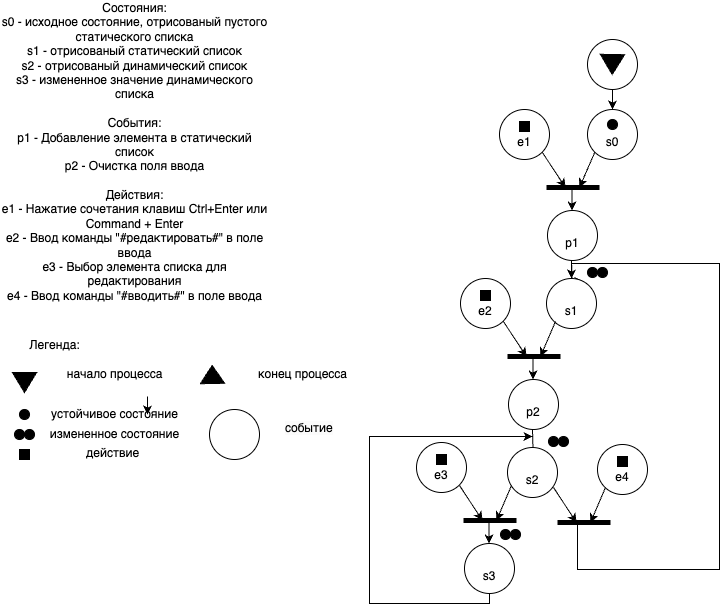 Состояния:
s0 - исходное состояние, отрисованый пустого
статического списка
s1 - отрисованый статический список
s2 - отрисованый динамический список
s3 - измененное значение динамического
списка
События:
p1 - Добавление элемента в статический
список
p2 - Очистка поля ввода
Действия:
e1 - Нажатие сочетания клавиш Ctrl+Enter или
Command + Enter
e2 - Ввод команды "#редактировать#" в поле
ввода
e3 - Выбор элемента списка для
редактирования
e4 - Ввод команды "#вводить#" в поле ввода
Легенда:
начало процесса
конец процесса
устойчивое состояние
измененное состояние
действие
событие
e1
s0
p1
e2
s1
p2
e3
s2
e4
s3